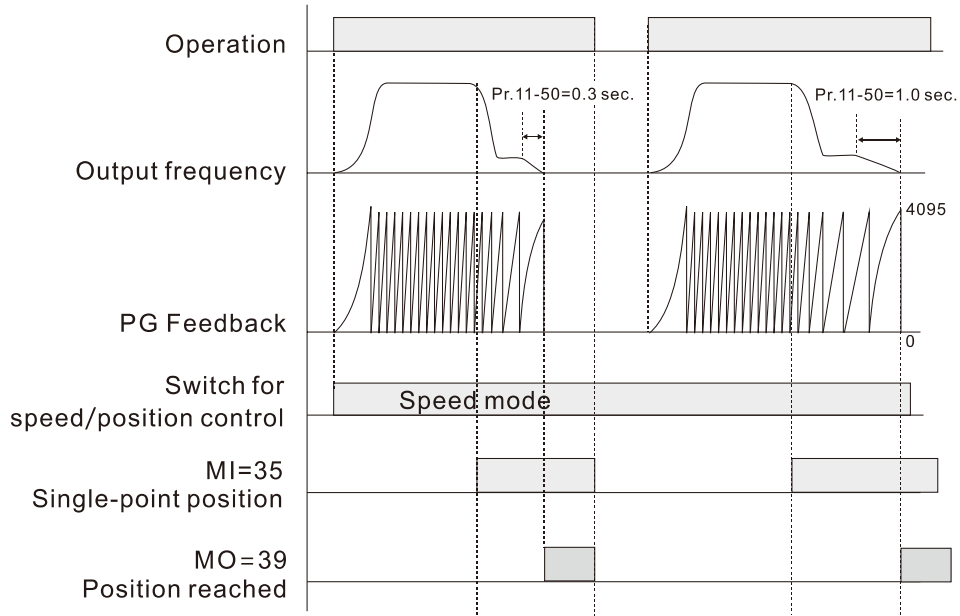 Operation
Pr.11-50=0.3 sec.
Pr.11-50=1.0 sec.
Output frequency
4095
PG Feedback
0
Switch for
speed/position control
Speed mode
MI=35
Single-point position
MO=39
Position reached